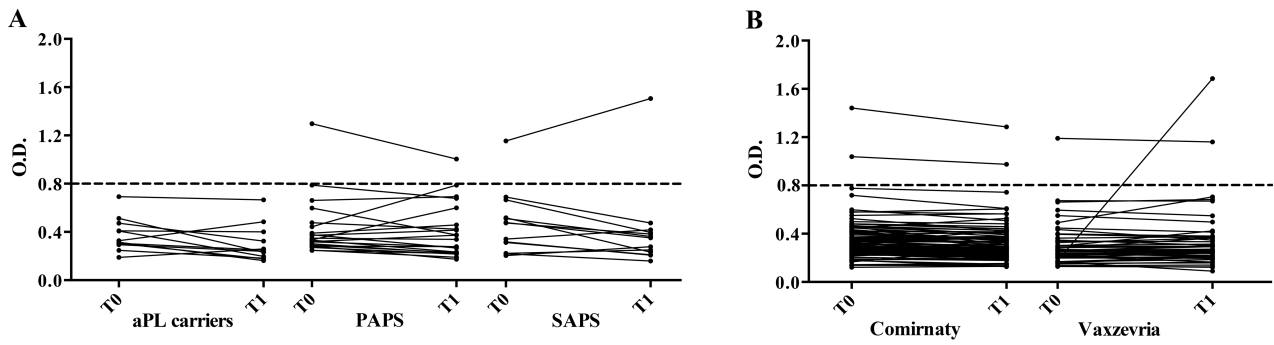 A
O.D.
2.0
1.6
1.2
0.8
0.4
0.0
T0 T1 T0 T1 T0 T1
aPL carriers PAPS SAPS
B
O.D.
2.0
1.6
1.2
0.8
0.4
0.0
T0 T1 T0 T1
Comirnaty Vaxzevria